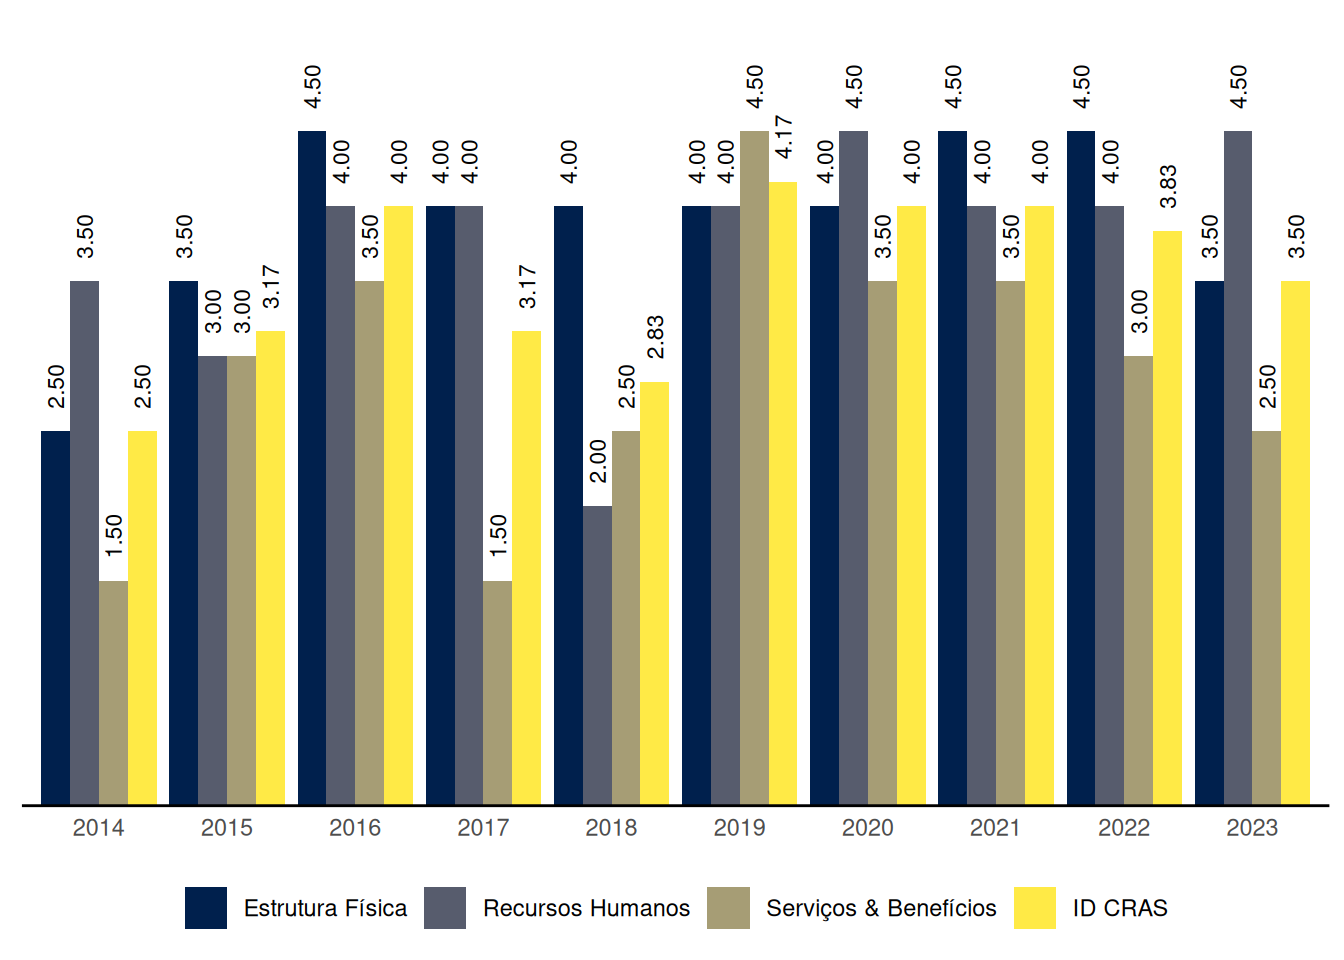 2.50 3.50 1.50 2.50
3.50 3.00 3.00 3.17
4.50 4.00 3.50 4.00
4.00 4.00 1.50 3.17
4.00 2.00 2.50 2.83
4.00 4.00 4.50 4.17
4.00 4.50 3.50 4.00
4.50 4.00 3.50 4.00
4.50 4.00 3.00 3.83
3.50 4.50 2.50 3.50
2014 2015 2016 2017 2018 2019 2020 2021 2022 2023
Estrutura Física Recursos Humanos Serviços & Benefícios ID CRAS